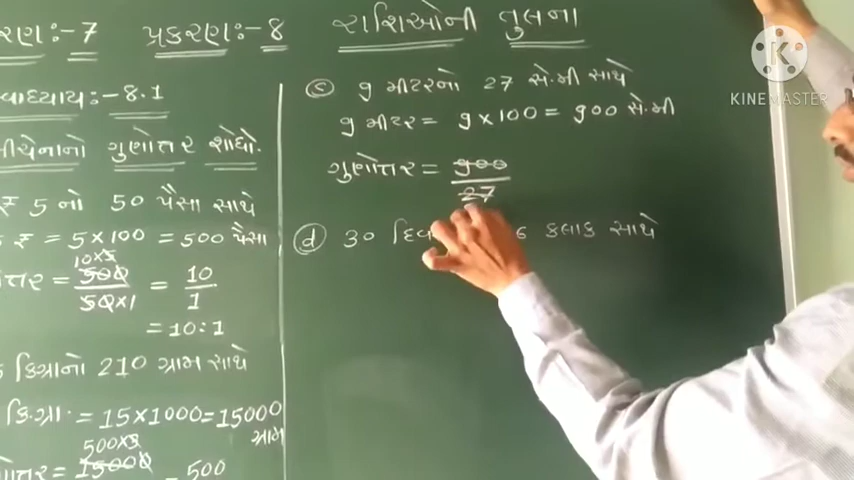 રણ:-7 પ્રકરણ:-8 રાશિઓની તુલના
વાધ્યાય:-8.1
નીચેનાનો ગુણોત્તર શોધો.
₹ 5 નો 50 પૈસા સાથે
₹ = 5×100 = 500 પૈસા
ત્તર = 10×5
500 / 50×1 = 10 / 1
= 10:1
કિગ્રાનો 210 ગ્રામ સાથે
કિ.ગ્રા. = 15×1000=15000
ગ્રામ
500×3
ોત્તર = 15000 = 500
c 9 મીટરનો 27 સે.મી સાથે
9 મીટર = 9×100 = 900 સે.મી
ગુણોત્તર = 900
27
d 30 દિવ 6 કલાક સાથે
KINEMASTER